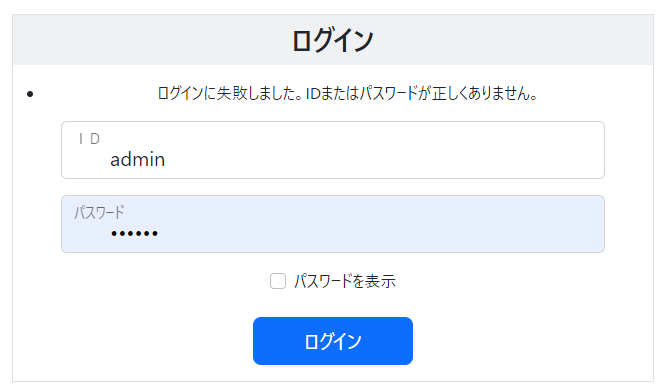 ログイン
• ログインに失敗しました。IDまたはパスワードが正しくありません。
ＩＤ
admin
パスワード
••••••
パスワードを表示
ログイン